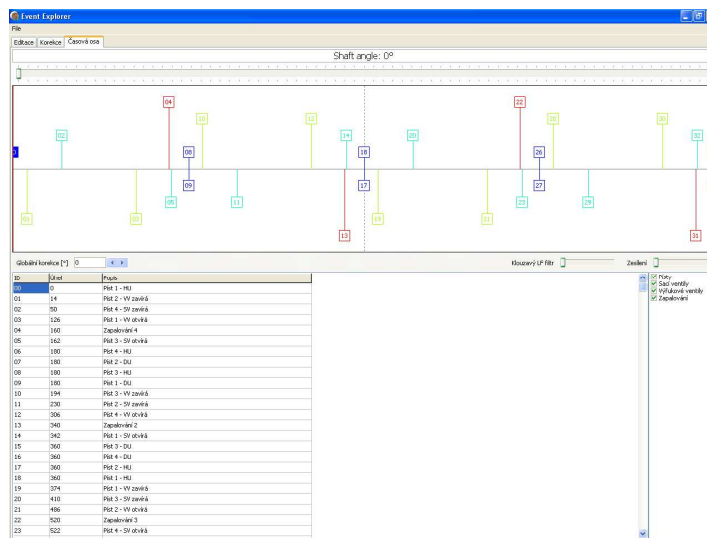 Event Explorer
File
Editace Korekce Časová osa
Shaft angle: 0º
04 22
10 12 28 30
02 14 20 32
08 18 26
09 17 27
05 11 23 29
01 03 19 21
13 31
Globální korekce [°] 0 Klouzavý LP filtr Zesílení
ID Úhel Popis
00 0 Píst 1 - HU
01 14 Píst 2 - VV zavírá
02 50 Píst 4 - SV zavírá
03 126 Píst 1 - VV otvírá
04 160 Zapalování 4
05 162 Píst 3 - SV otvírá
06 180 Píst 4 - HU
07 180 Píst 2 - DU
08 180 Píst 3 - HU
09 180 Píst 1 - DU
10 194 Píst 3 - VV zavírá
11 230 Píst 2 - SV zavírá
12 306 Píst 4 - VV otvírá
13 340 Zapalování 2
14 342 Píst 1 - SV otvírá
15 360 Píst 3 - DU
16 360 Píst 4 - DU
17 360 Píst 2 - HU
18 360 Píst 1 - HU
19 374 Píst 1 - VV zavírá
20 410 Píst 3 - SV zavírá
21 486 Píst 2 - VV otvírá
22 520 Zapalování 3
23 522 Píst 4 - SV otvírá
Písty
Sací ventily
Výfukové ventily
Zapalování